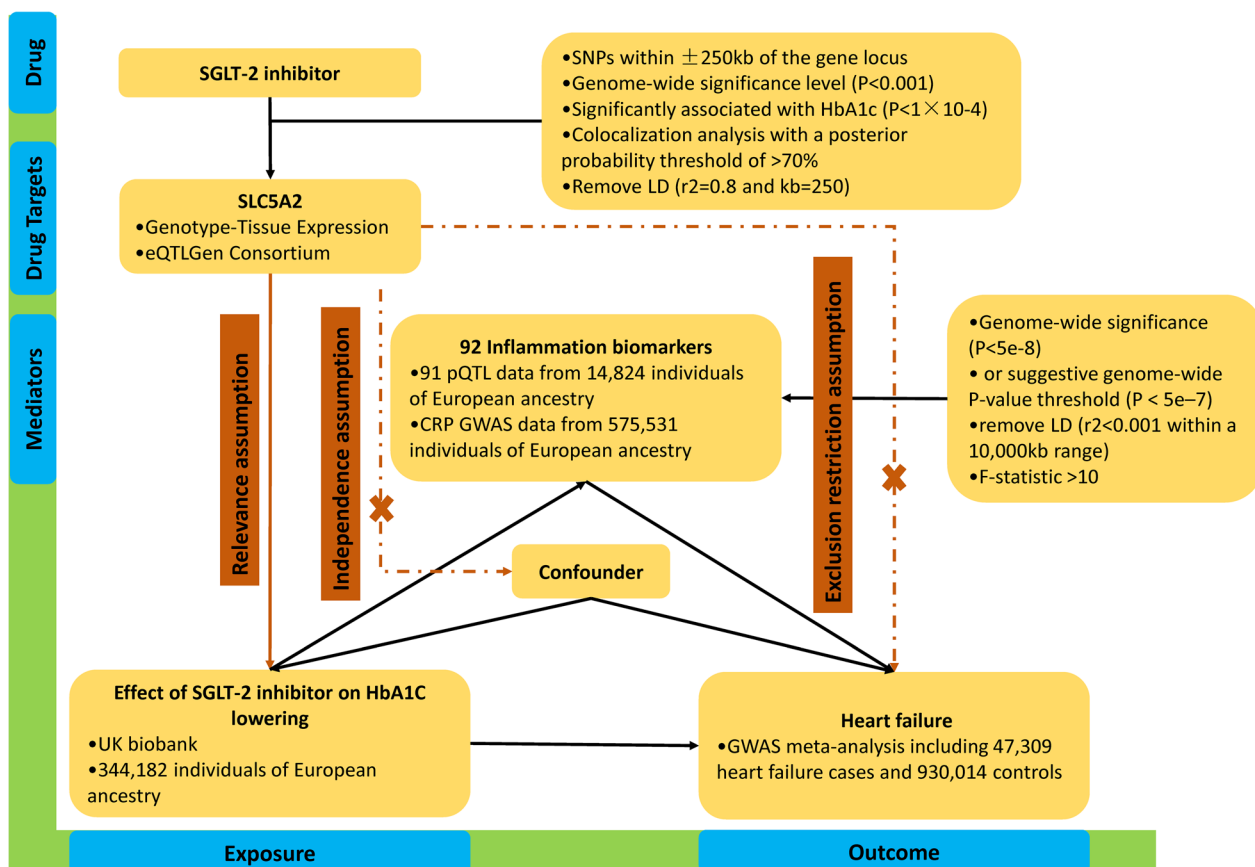 Drug
SGLT-2 inhibitor
•SNPs within ±250kb of the gene locus
•Genome-wide significance level (P<0.001)
•Significantly associated with HbA1c (P<1×10-4)
•Colocalization analysis with a posterior
probability threshold of >70%
•Remove LD (r2=0.8 and kb=250)
Drug Targets
SLC5A2
•Genotype-Tissue Expression
•eQTLGen Consortium
Mediators
Relevance assumption
Independence assumption
92 Inflammation biomarkers
•91 pQTL data from 14,824 individuals
of European ancestry
•CRP GWAS data from 575,531
individuals of European ancestry
Exclusion restriction assumption
•Genome-wide significance
(P<5e-8)
• or suggestive genome-wide
P-value threshold (P < 5e–7)
•remove LD (r2<0.001 within a
10,000kb range)
•F-statistic >10
Confounder
Effect of SGLT-2 inhibitor on HbA1C
lowering
•UK biobank
•344,182 individuals of European
ancestry
Heart failure
•GWAS meta-analysis including 47,309
heart failure cases and 930,014 controls
Exposure
Outcome